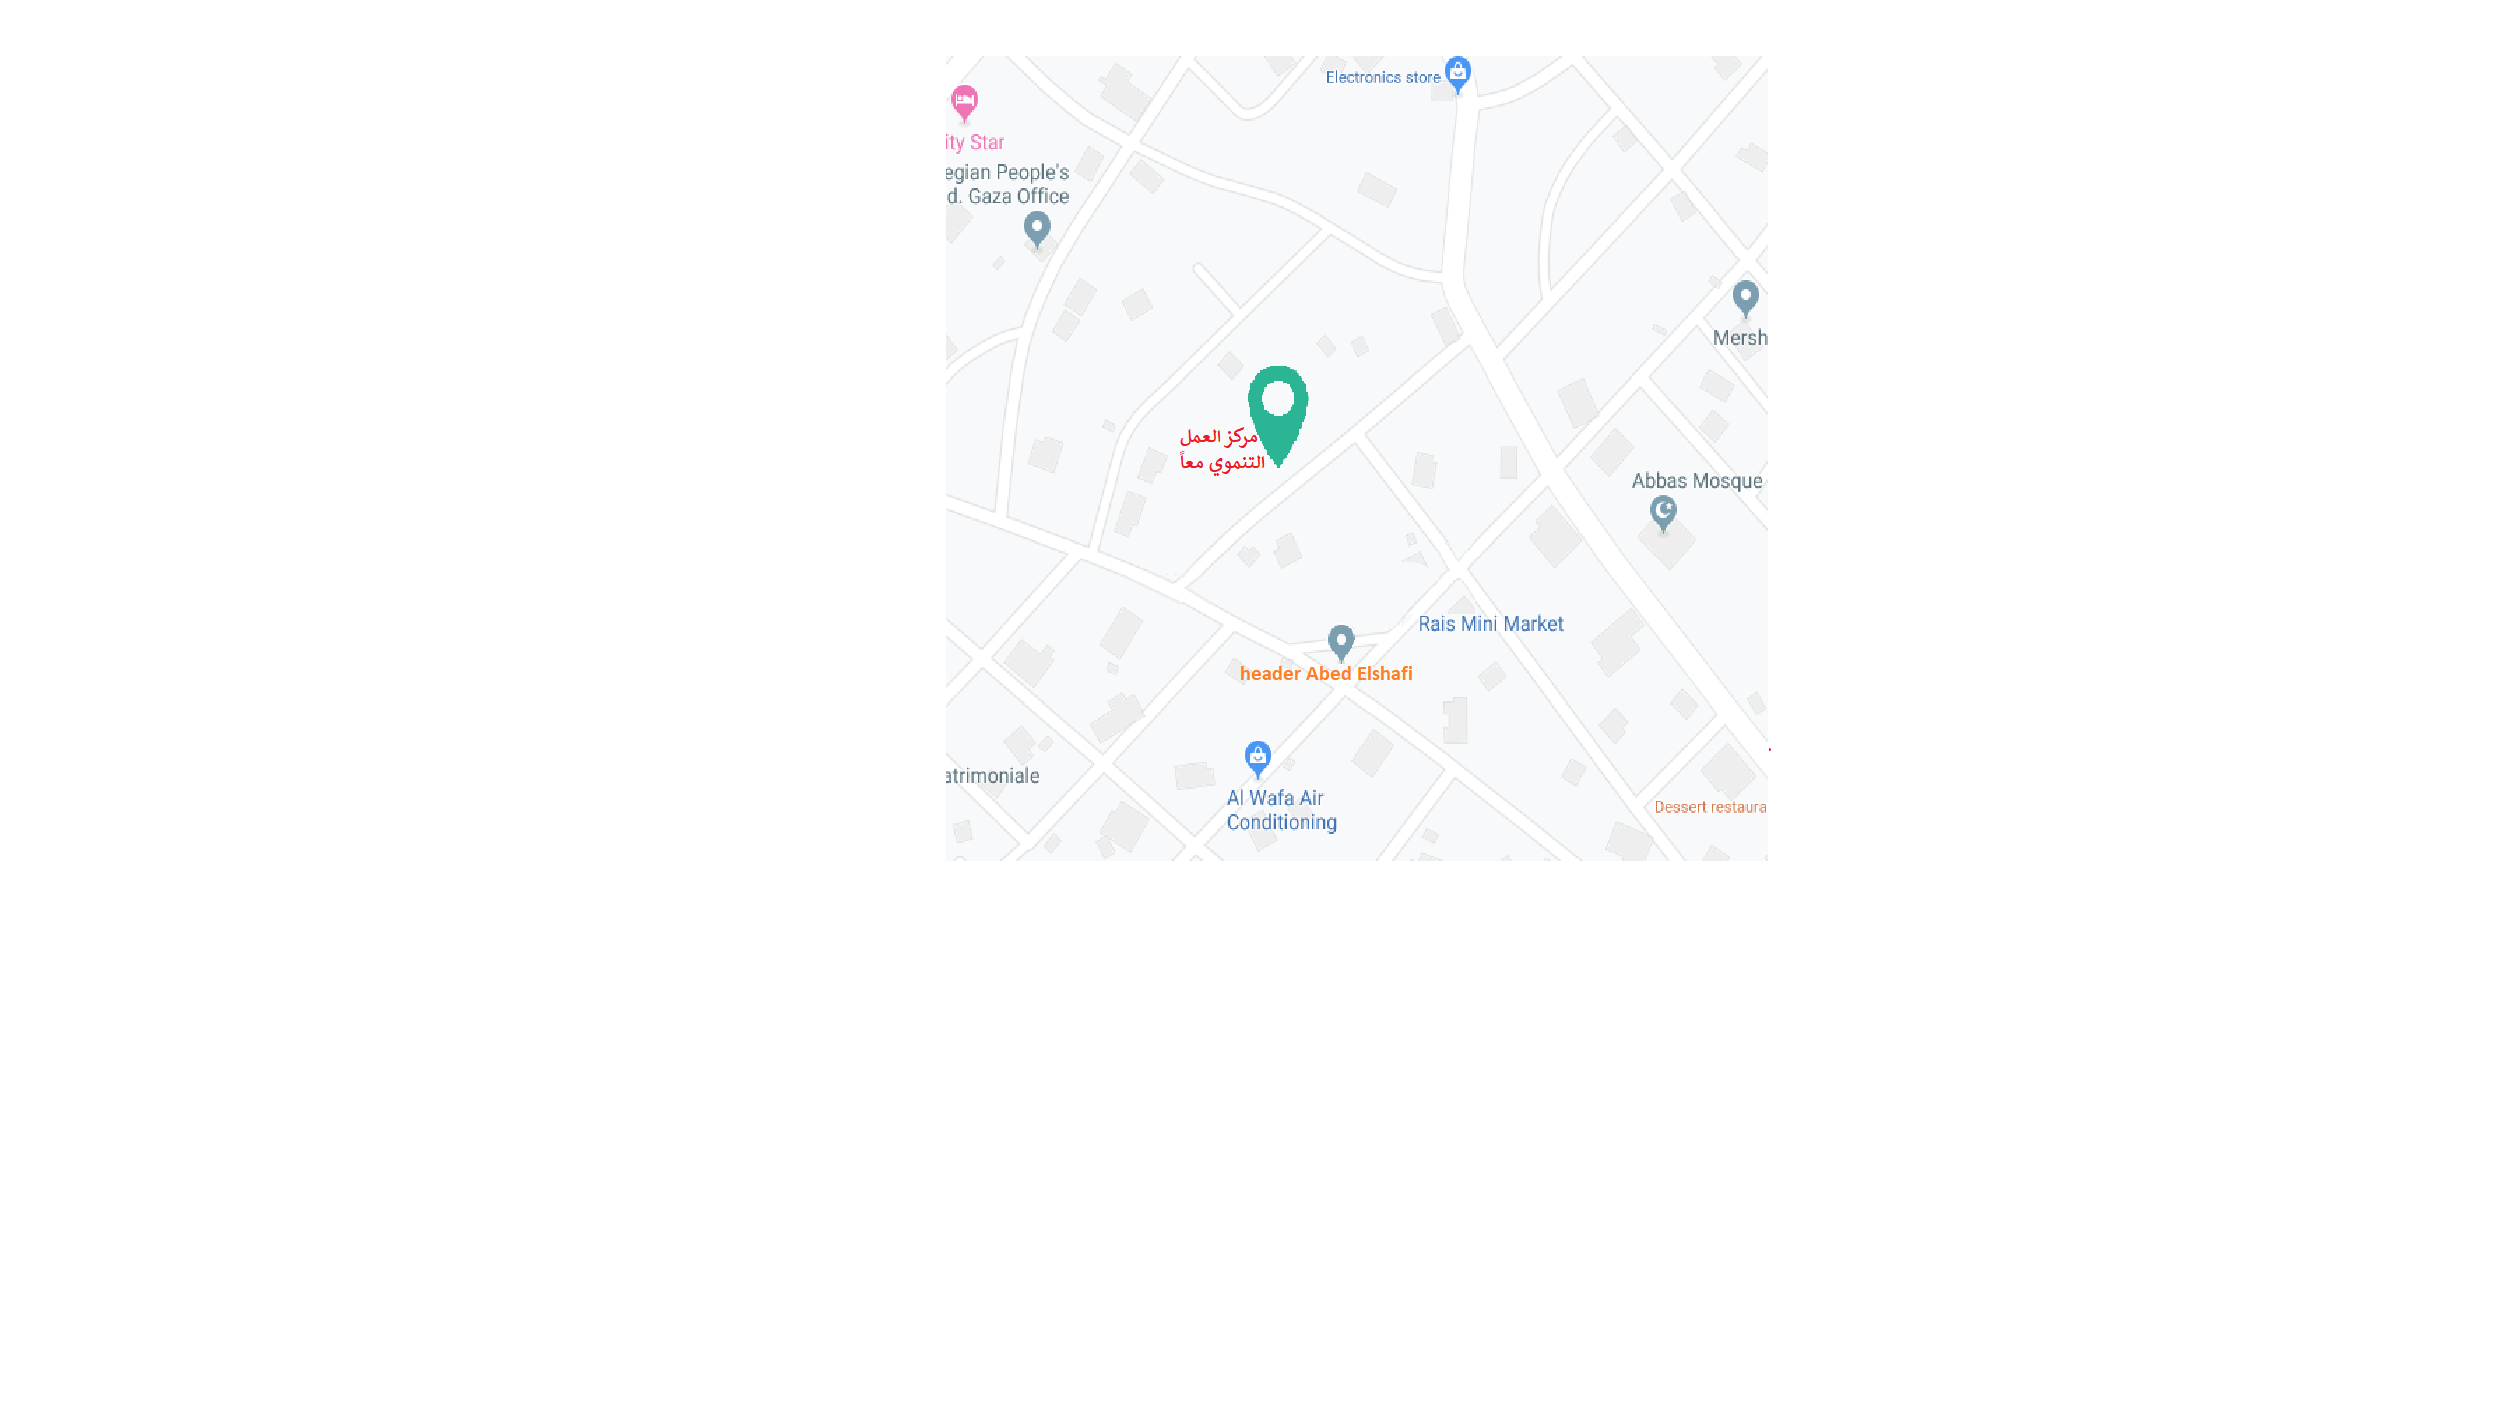 Electronics store
ity Star
egian People's
d. Gaza Office
Mersh
مركز العمل
التنموي معاً
Abbas Mosque
Rais Mini Market
header Abed Elshafi
atrimoniale
Al Wafa Air
Conditioning
Dessert restaura